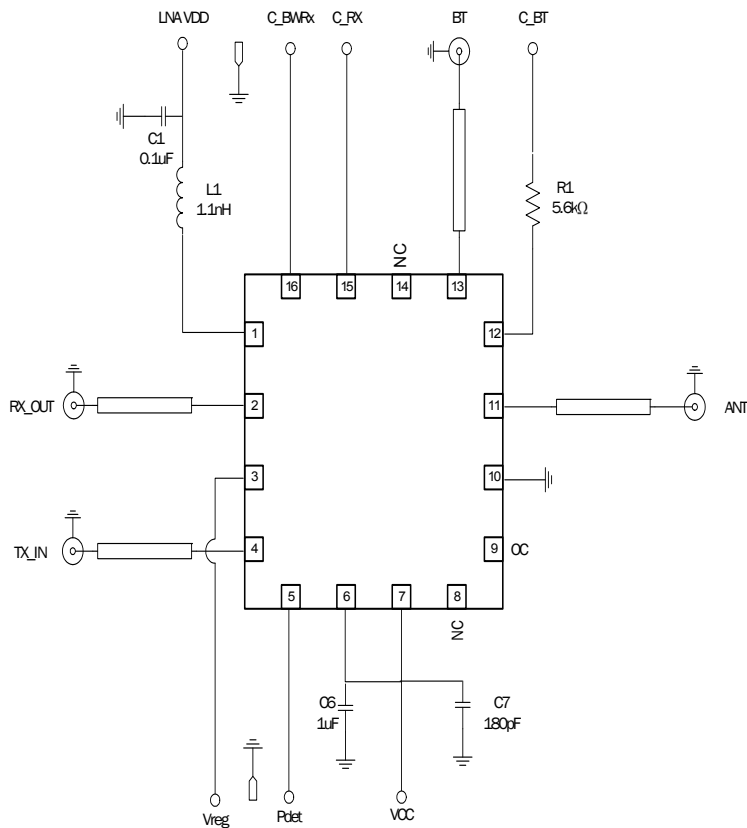 LNA VDD
C_BWRx
C_RX
BT
C_BT
C1
0.1uF
L1
1.1nH
R1
5.6kΩ
NC
16
15
14
13
1
12
RX_OUT
2
11
ANT
3
10
TX_IN
4
9
OC
5
6
7
8
NC
C6
1uF
C7
180pF
Vreg
Pdet
VCC